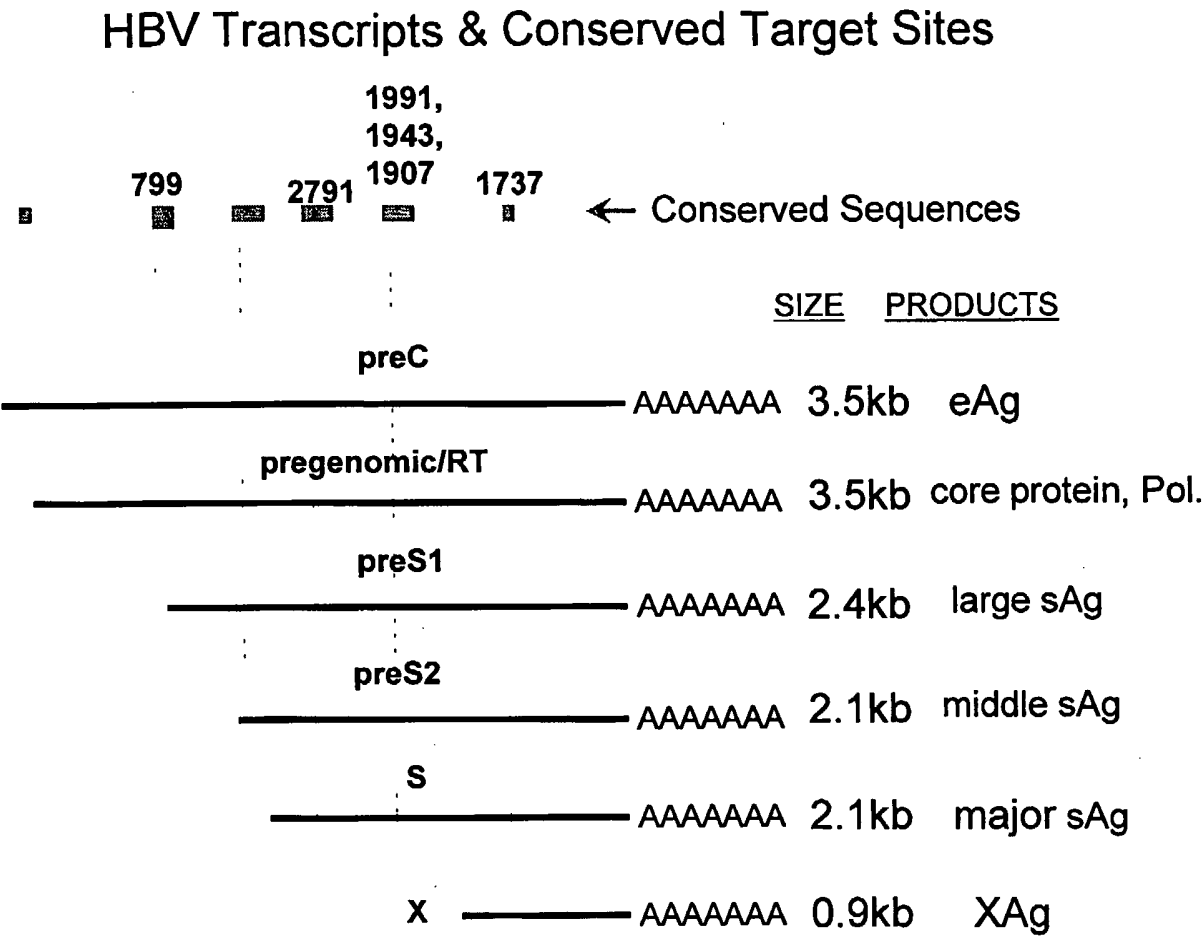 HBV Transcripts & Conserved Target Sites
1991,
1943,
1907
799
2791
1737
← Conserved Sequences
SIZE PRODUCTS
preC
AAAAAAA 3.5kb eAg
pregenomic/RT
AAAAAAA 3.5kb core protein, Pol.
preS1
AAAAAAA 2.4kb large sAg
preS2
AAAAAAA 2.1kb middle sAg
S
AAAAAAA 2.1kb major sAg
X AAAAAAA 0.9kb XAg